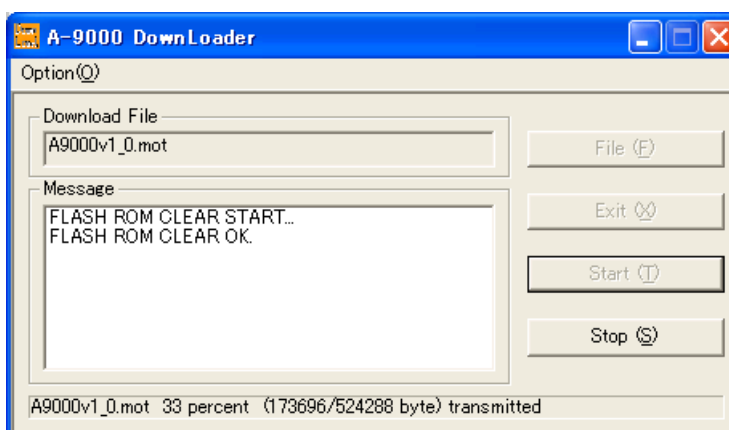 A-9000 DownLoader
Option(O)
Download File
A9000v1_0.mot
File (F)
Message
FLASH ROM CLEAR START...
FLASH ROM CLEAR OK.
Exit (X)
Start (T)
Stop (S)
A9000v1_0.mot 33 percent (173696/524288 byte) transmitted